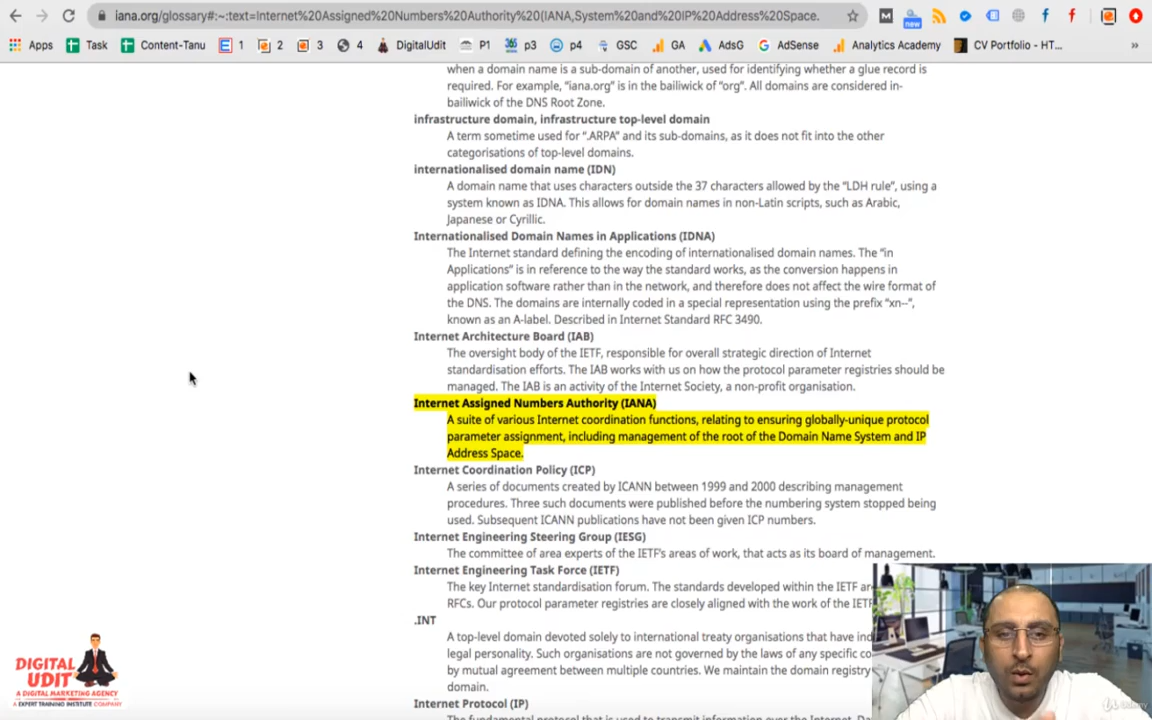 iana.org/glossary#:~:text=Internet%20Assigned%20Numbers%20Authority%20(IANA,System%20and%20IP%20Address%20Space.
new
Apps Task Content-Tanu 1 2 3 4 DigitalUdit P1 p3 p4 GSC GA AdsG AdSense Analytics Academy CV Portfolio - HT... »
when a domain name is a sub-domain of another, used for identifying whether a glue record is
required. For example, “iana.org” is in the bailiwick of “org”. All domains are considered in-
bailiwick of the DNS Root Zone.
infrastructure domain, infrastructure top-level domain
A term sometime used for “.ARPA” and its sub-domains, as it does not fit into the other
categorisations of top-level domains.
internationalised domain name (IDN)
A domain name that uses characters outside the 37 characters allowed by the “LDH rule”, using a
system known as IDNA. This allows for domain names in non-Latin scripts, such as Arabic,
Japanese or Cyrillic.
Internationalised Domain Names in Applications (IDNA)
The Internet standard defining the encoding of internationalised domain names. The “in
Applications” is in reference to the way the standard works, as the conversion happens in
application software rather than in the network, and therefore does not affect the wire format of
the DNS. The domains are internally coded in a special representation using the prefix “xn--”,
known as an A-label. Described in Internet Standard RFC 3490.
Internet Architecture Board (IAB)
The oversight body of the IETF, responsible for overall strategic direction of Internet
standardisation efforts. The IAB works with us on how the protocol parameter registries should be
managed. The IAB is an activity of the Internet Society, a non-profit organisation.
Internet Assigned Numbers Authority (IANA)
A suite of various Internet coordination functions, relating to ensuring globally-unique protocol
parameter assignment, including management of the root of the Domain Name System and IP
Address Space.
Internet Coordination Policy (ICP)
A series of documents created by ICANN between 1999 and 2000 describing management
procedures. Three such documents were published before the numbering system stopped being
used. Subsequent ICANN publications have not been given ICP numbers.
Internet Engineering Steering Group (IESG)
The committee of area experts of the IETF’s areas of work, that acts as its board of management.
Internet Engineering Task Force (IETF)
The key Internet standardisation forum. The standards developed within the IETF ar
RFCs. Our protocol parameter registries are closely aligned with the work of the IETF
.INT
A top-level domain devoted solely to international treaty organisations that have ind
legal personality. Such organisations are not governed by the laws of any specific co
by mutual agreement between multiple countries. We maintain the domain registry
domain.
Internet Protocol (IP)
The fundamental protocol that is used to transmit information over the Internet. Da
DIGITAL
UDIT
A DIGITAL MARKETING AGENCY
A EXPERT TRAINING INSTITUTE COMPANY
Udemy